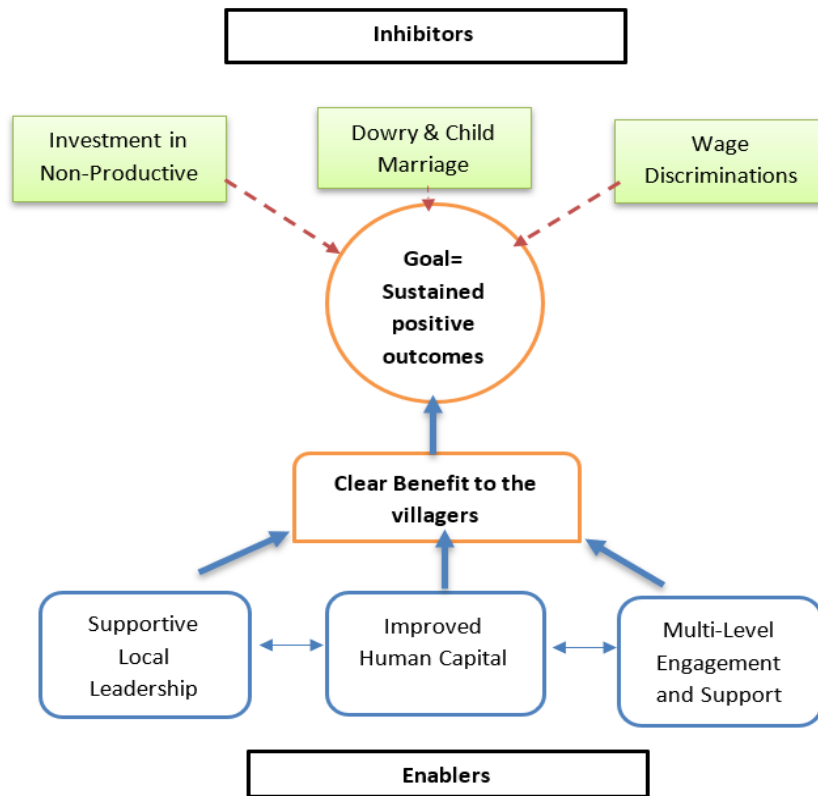 Inhibitors
Investment in
Non-Productive
Dowry & Child
Marriage
Wage
Discriminations
Goal=
Sustained
positive
outcomes
Clear Benefit to the
villagers
Supportive
Local
Leadership
Improved
Human Capital
Multi-Level
Engagement
and Support
Enablers